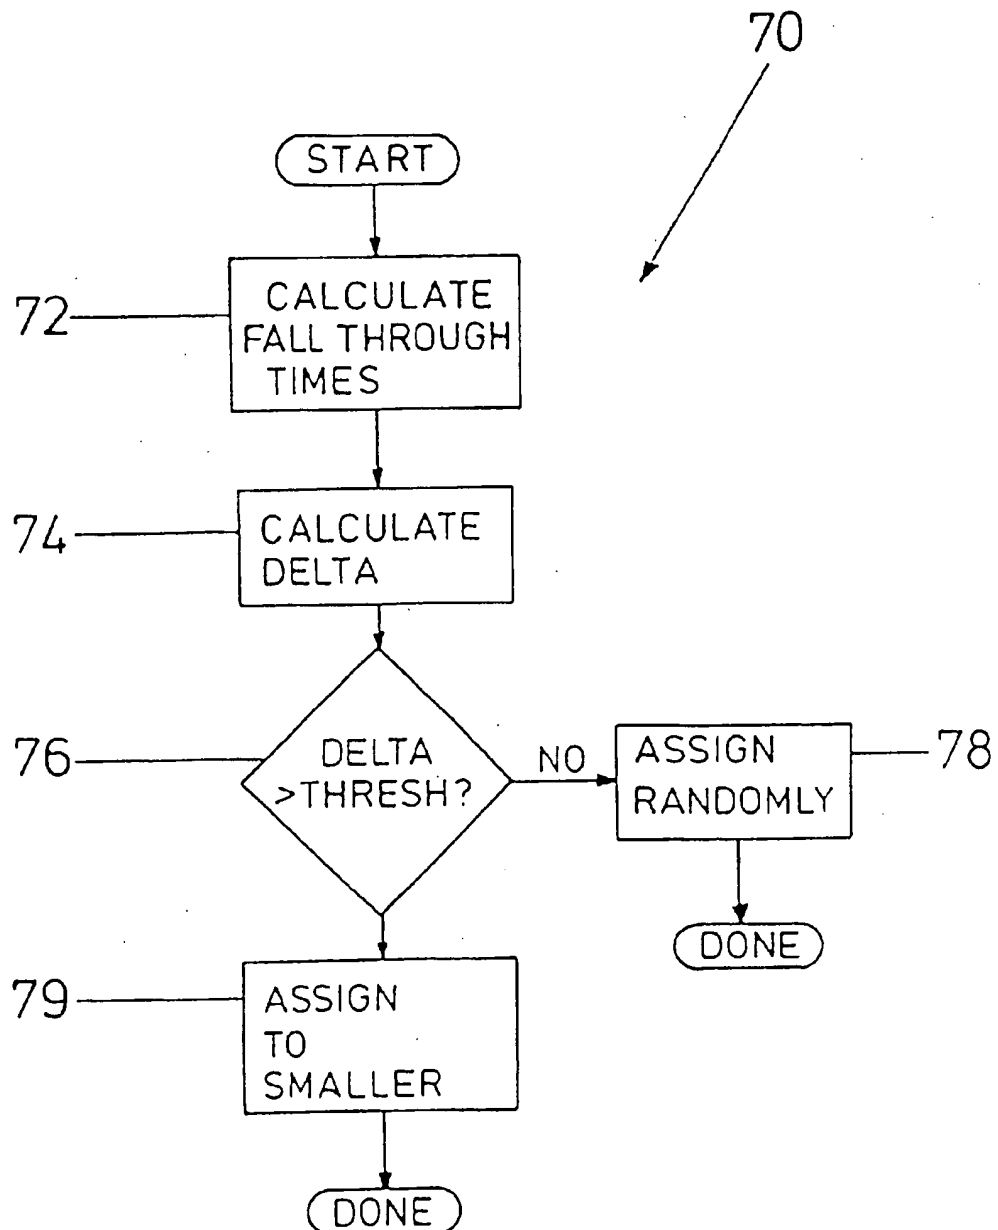 70
START
72
CALCULATE
FALL THROUGH
TIMES
74
CALCULATE
DELTA
76
DELTA
>THRESH?
NO
ASSIGN
RANDOMLY
78
DONE
79
ASSIGN
TO
SMALLER
DONE